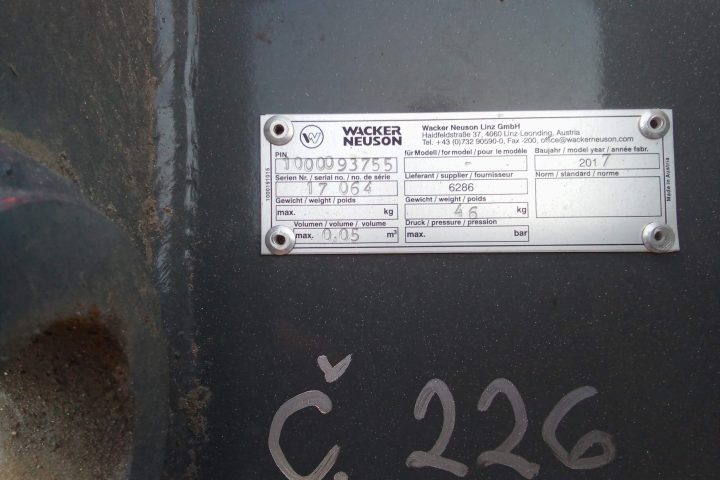 WACKER
NEUSON
Wacker Neuson Linz GmbH
Haidfeldstraße 37, 4060 Linz-Leonding, Austria
Tel. +43 (0)732 90590-0, Fax -200, office@wackerneuson.com
PIN
1000093755
für Modell / for model / pour le modèle
-
Baujahr / model year / année fabr.
2017
Serien Nr. / serial no. / no. de série
17 064
Lieferant / supplier / fournisseur
6286
Norm / standard / norme
Gewicht / weight / poids
max. kg
Gewicht / weight / poids
46 kg
Volumen / volume / volume
max. 0.05 m³
Druck / pressure / pression
max. bar
Made in Austria
Č. 226